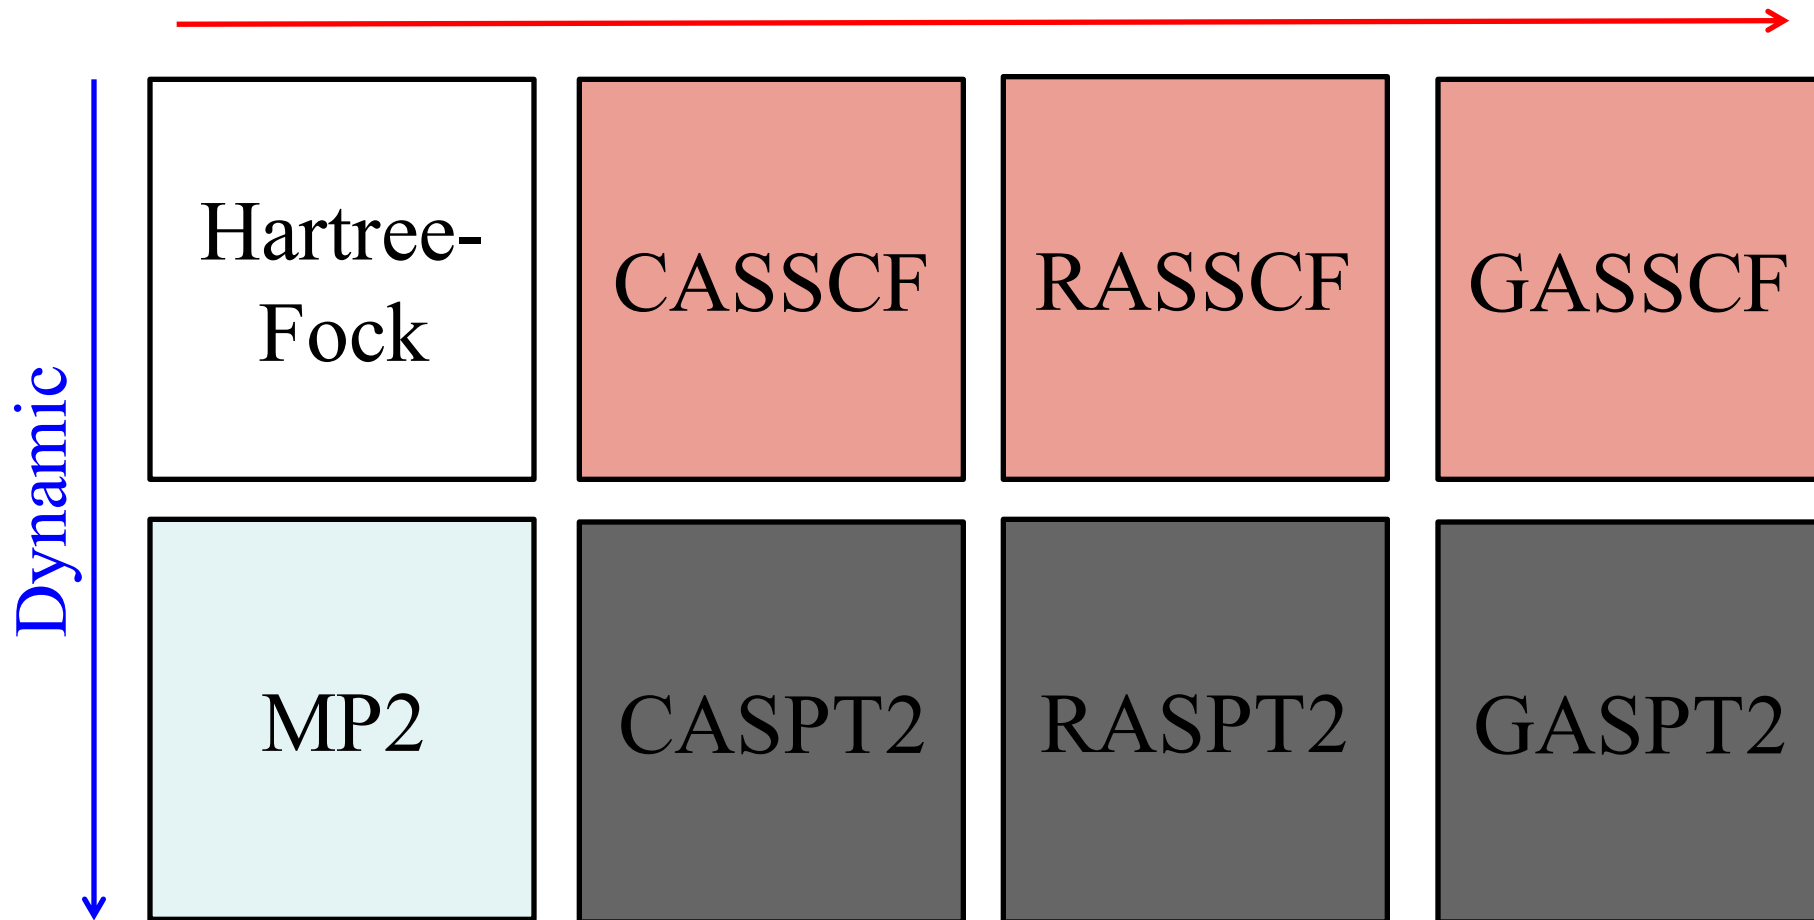 Dynamic
Hartree-
Fock
CASSCF
RASSCF
GASSCF
MP2
CASPT2
RASPT2
GASPT2